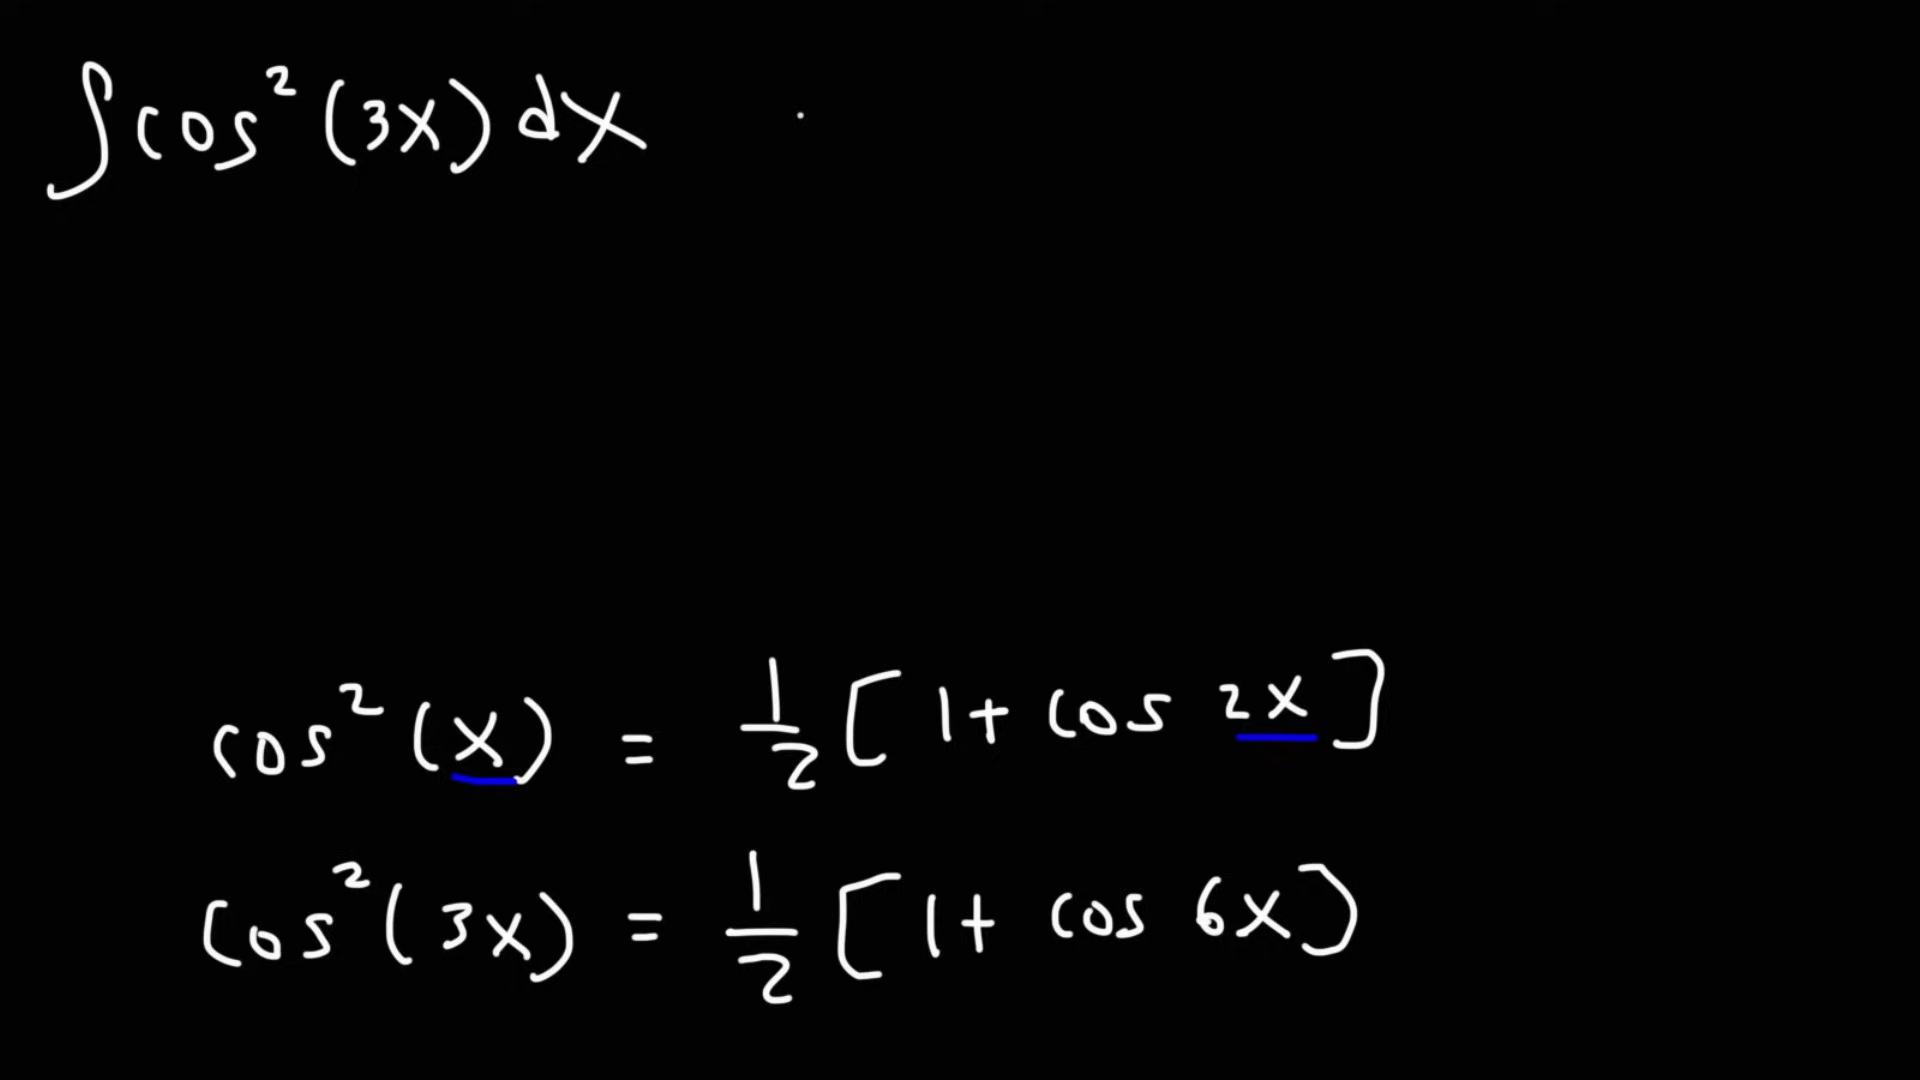 ∫cos²(3x)dx
cos²(x) = 1/2 [1+ cos 2x]
cos²(3x) = 1/2 [1+ cos 6x]